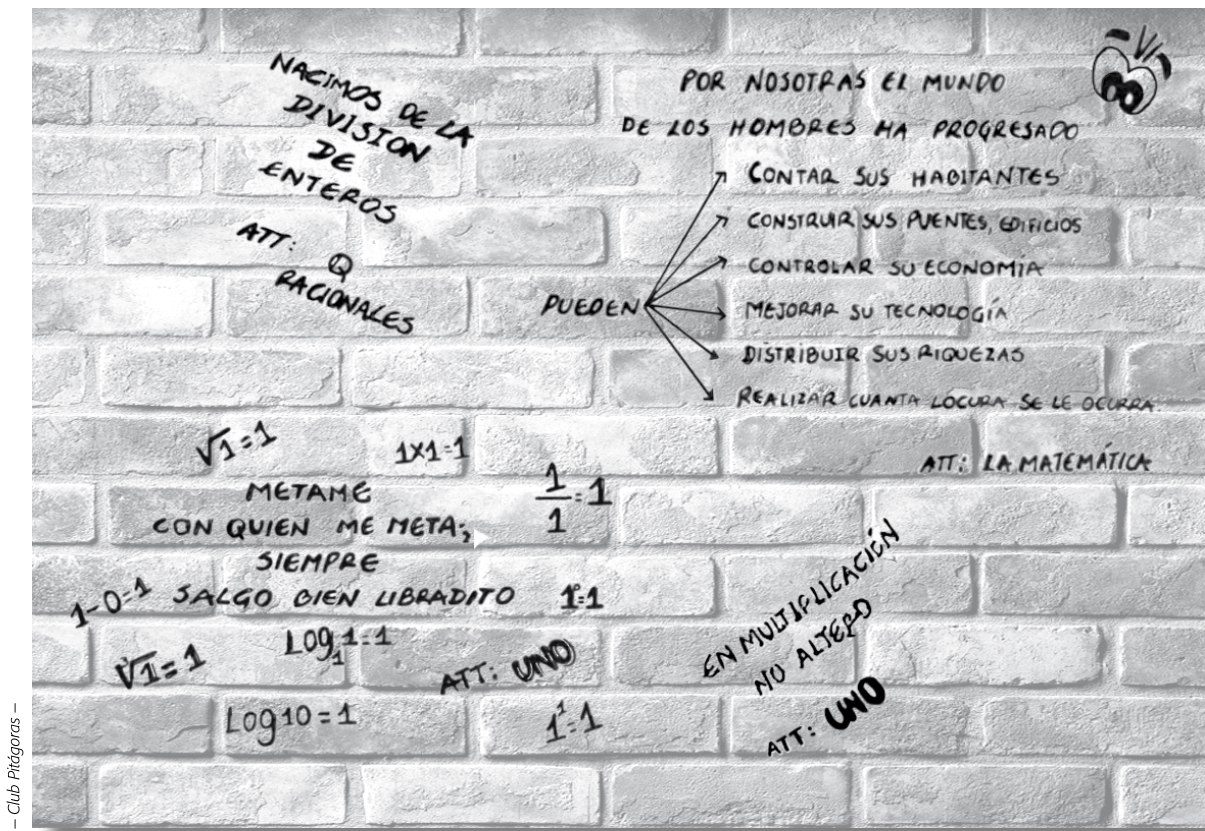 NACIMOS DE LA
DIVISION
DE
ENTEROS
ATT: Q
RACIONALES
POR NOSOTRAS EL MUNDO
DE LOS HOMBRES HA PROGRESADO
PUEDEN
CONTAR SUS HABITANTES
CONSTRUIR SUS PUENTES, EDIFICIOS
CONTROLAR SU ECONOMÍA
MEJORAR SU TECNOLOGÍA
DISTRIBUIR SUS RIQUEZAS
REALIZAR CUANTA LOCURA SE LE OCURRA.
ATT: LA MATEMÁTICA
√1=1
1×1=1
METAME
CON QUIEN ME META;
SIEMPRE
SALGO BIEN LIBRADITO
1/1=1
1-0=1
1°=1
√1=1
LOG₁1=1
ATT: UNO
LOG10=1
1¹=1
EN MULTIPLICACIÓN
NO ALTERO
ATT: UNO
– Club Pitágoras –